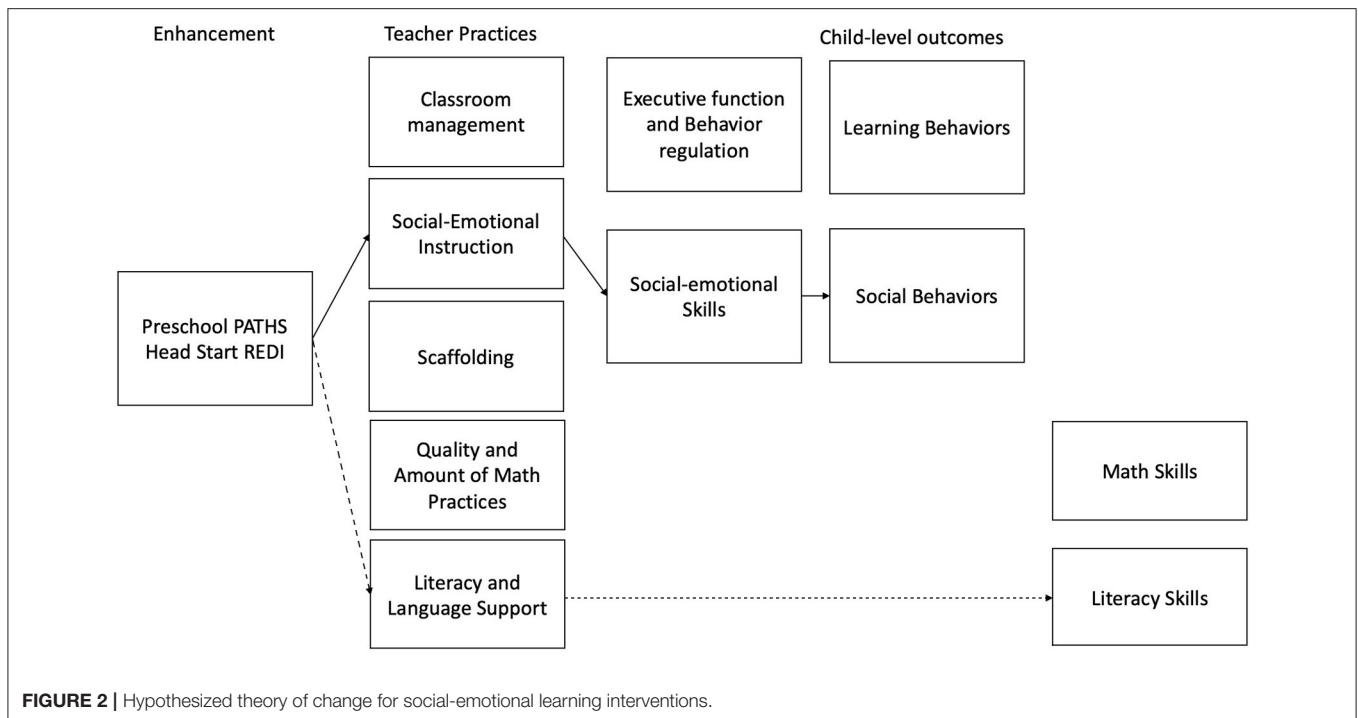 Enhancement
Teacher Practices
Child-level outcomes
Classroom
management
Executive function
and Behavior
regulation
Learning Behaviors
Social-Emotional
Instruction
Preschool PATHS
Head Start REDI
Social-emotional
Skills
Social Behaviors
Scaffolding
Quality and
Amount of Math
Practices
Math Skills
Literacy and
Language Support
Literacy Skills
FIGURE 2 | Hypothesized theory of change for social-emotional learning interventions.